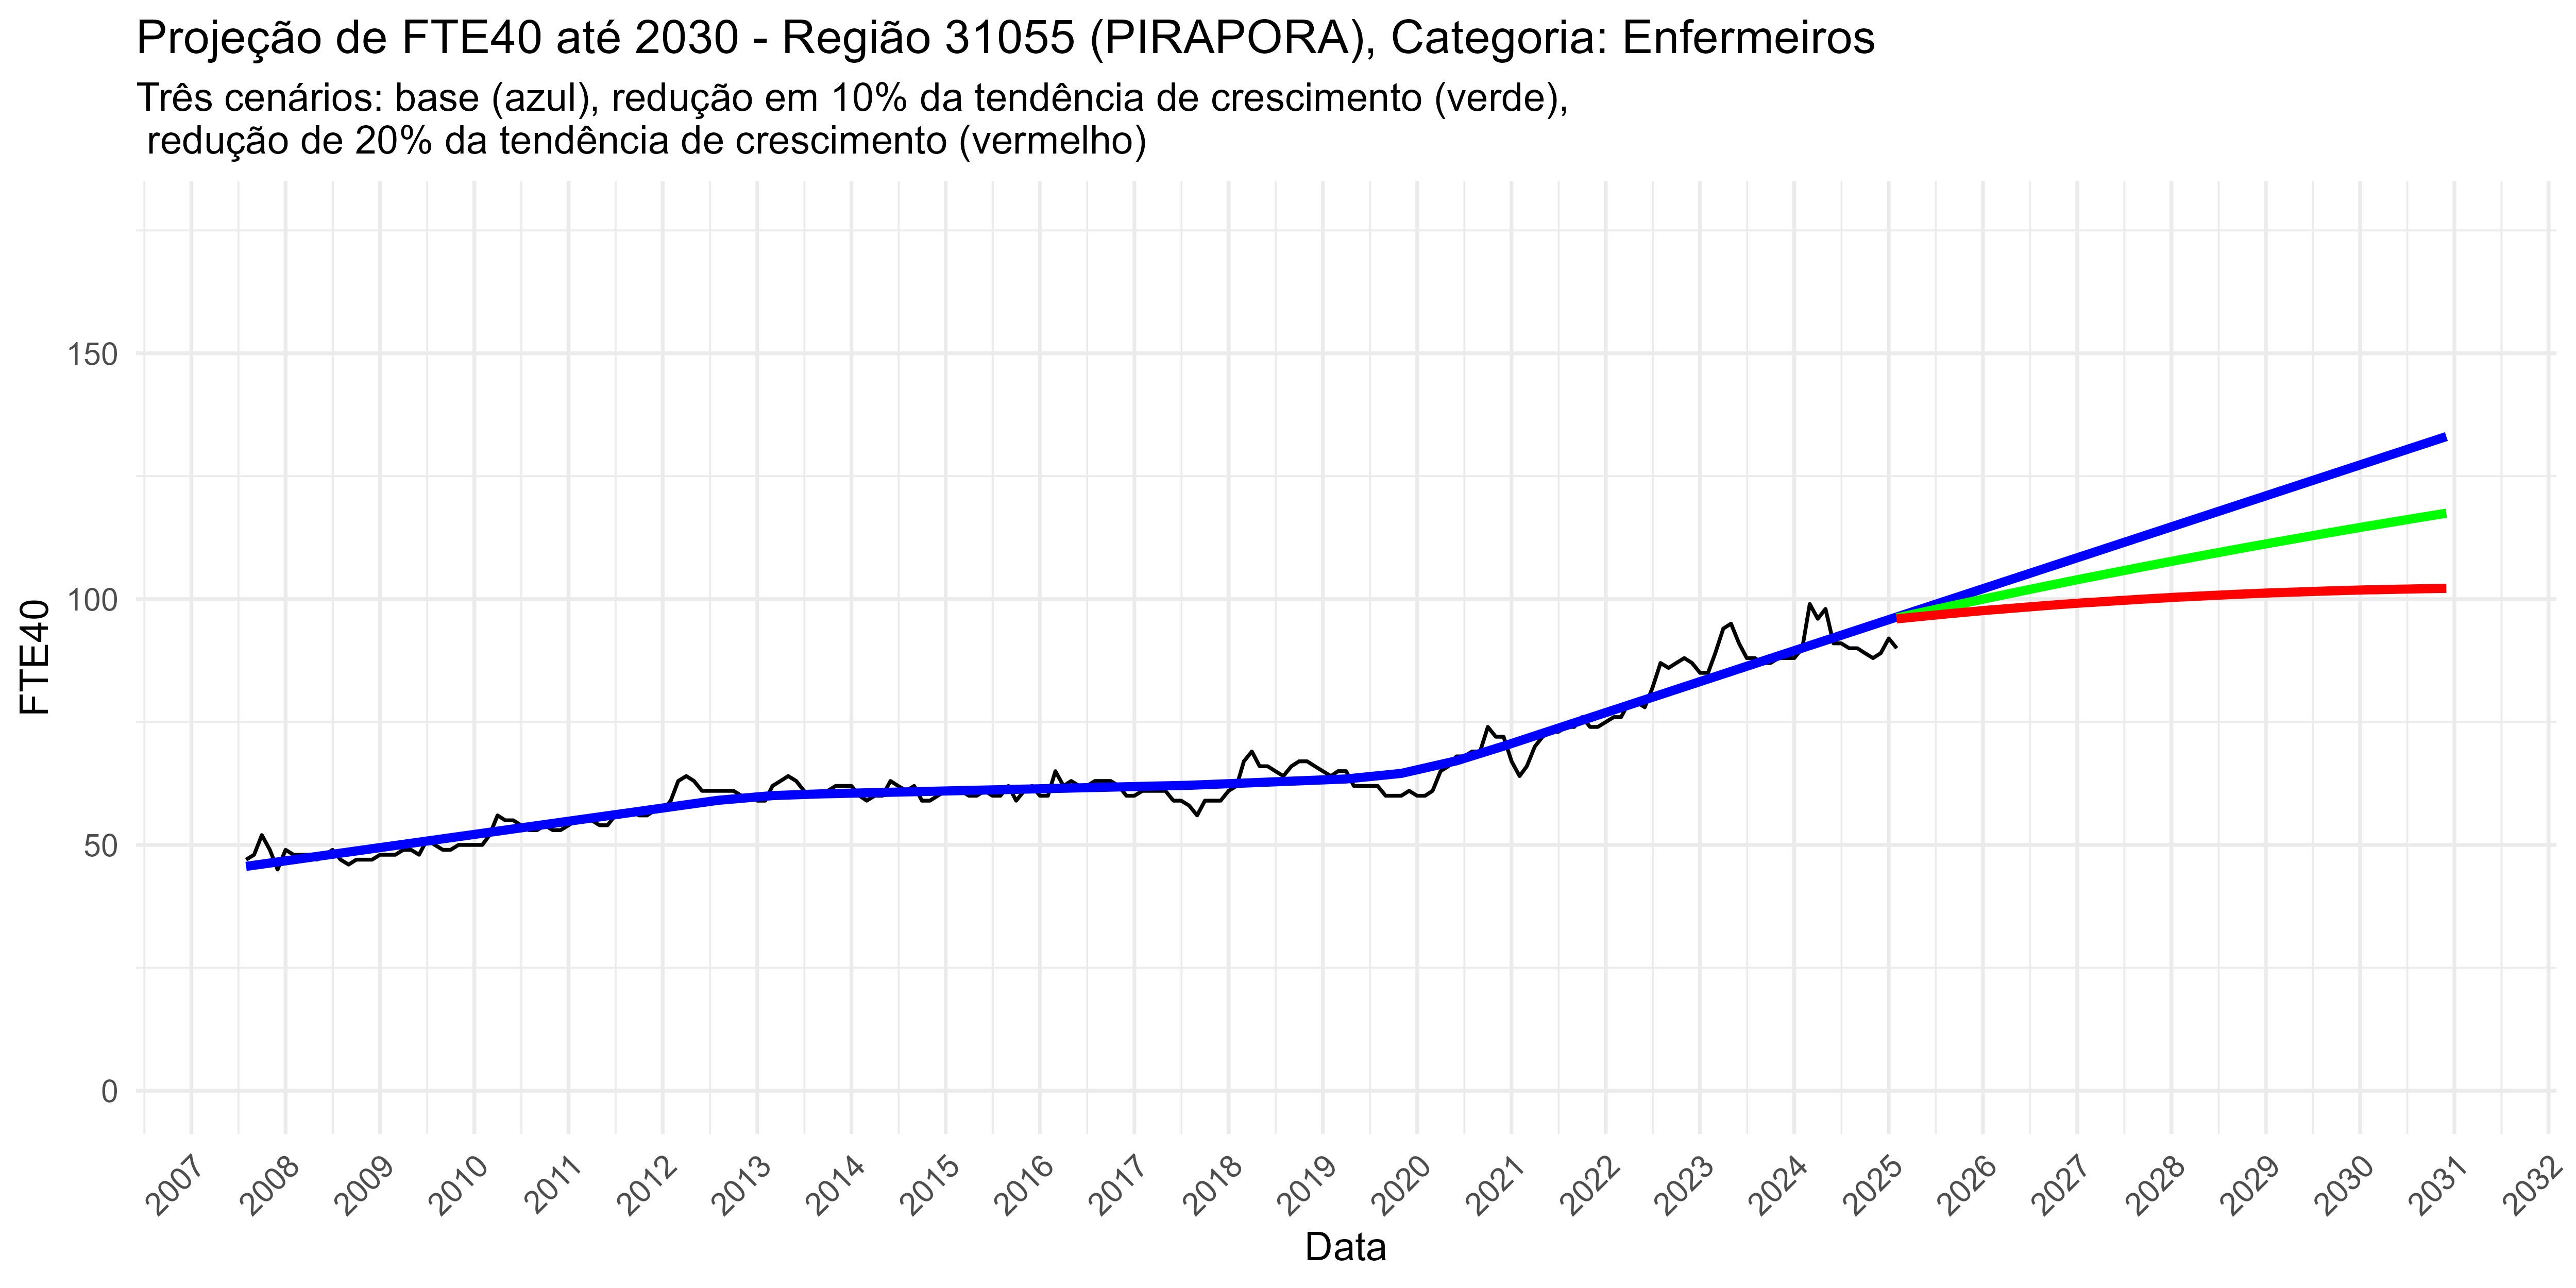 Projeção de FTE40 até 2030 - Região 31055 (PIRAPORA), Categoria: Enfermeiros
Três cenários: base (azul), redução em 10% da tendência de crescimento (verde),
redução de 20% da tendência de crescimento (vermelho)
FTE40
150
100
50
0
2007 2008 2009 2010 2011 2012 2013 2014 2015 2016 2017 2018 2019 2020 2021 2022 2023 2024 2025 2026 2027 2028 2029 2030 2031 2032
Data